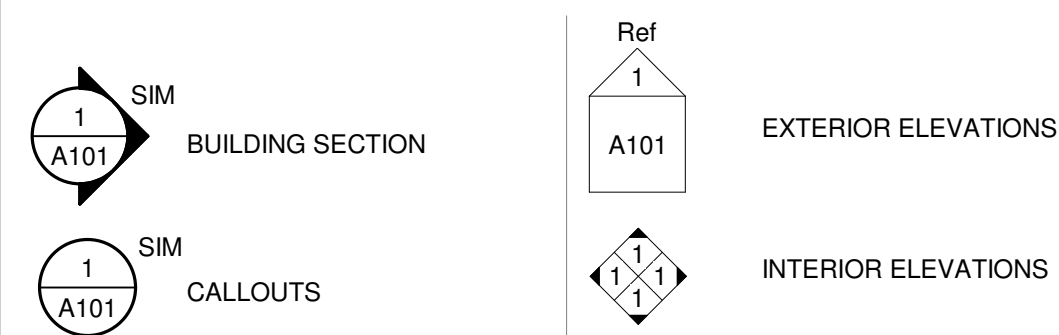 SIM
1
A101
BUILDING SECTION
SIM
1
A101
CALLOUTS
Ref
1
A101
EXTERIOR ELEVATIONS
1
1 1
1
INTERIOR ELEVATIONS